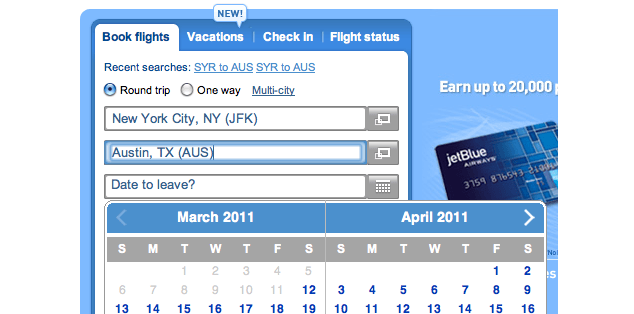 NEW!
Book flights Vacations Check In Flight status
Recent searches: SYR to AUS SYR to AUS
Round trip One way Multi-city
New York City, NY (JFK)
Earn up to 20,000
Austin, TX (AUS)
jetBlue
AIRWAYS
Date to leave?
March 2011 April 2011
S M T W T F S S M T W T F S
1 2 3 4 5 1 2
6 7 8 9 10 11 12 3 4 5 6 7 8 9
13 14 15 16 17 18 19 10 11 12 13 14 15 16